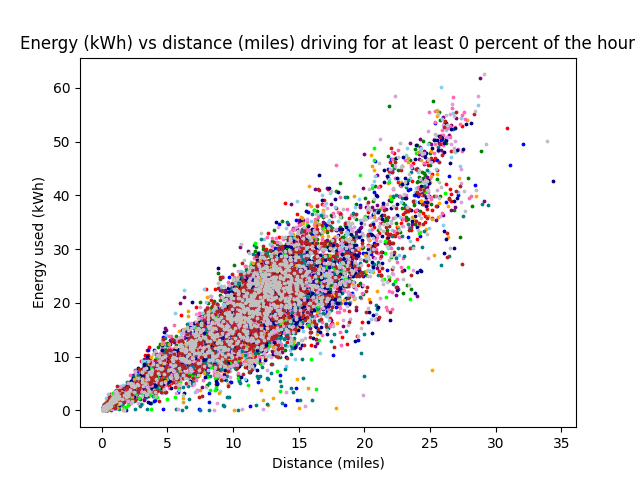 Energy (kWh) vs distance (miles) driving for at least 0 percent of the hour
60
50
40
30
20
10
0
Energy used (kWh)
0 5 10 15 20 25 30 35
Distance (miles)